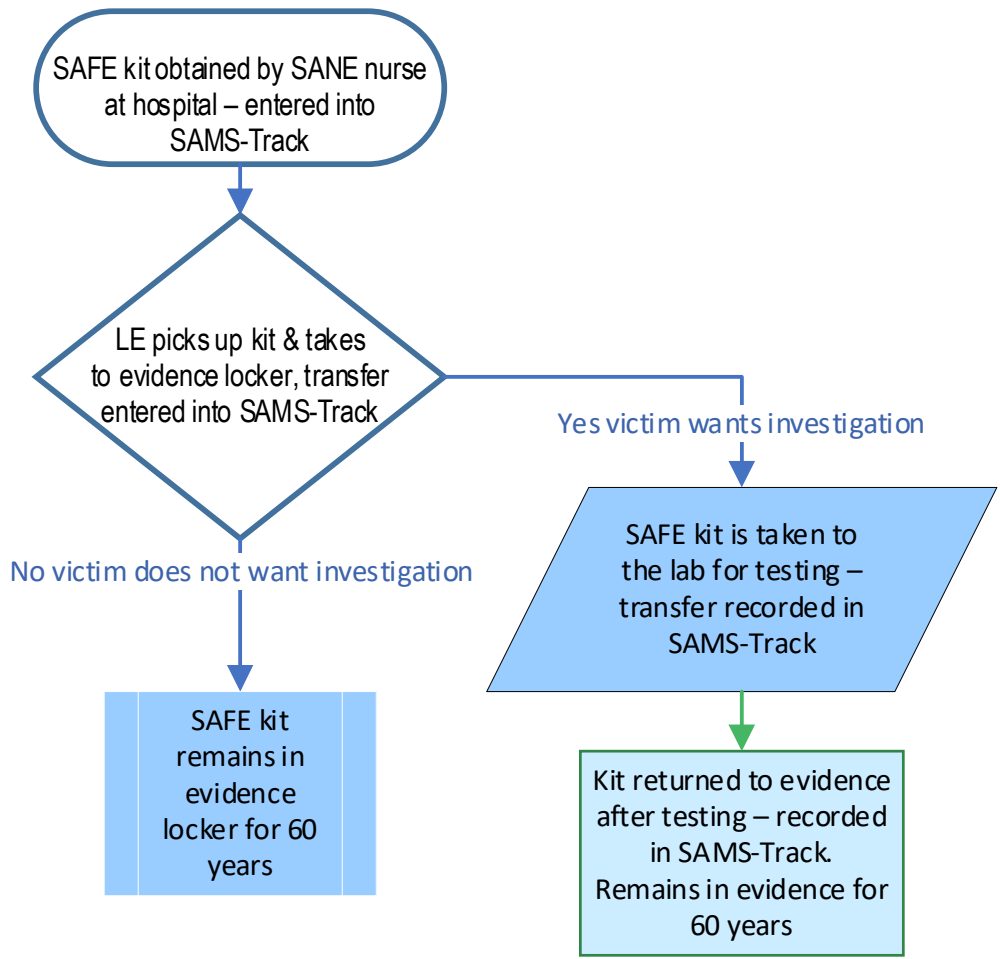 SAFE kit obtained by SANE nurse
at hospital – entered into
SAMS-Track
LE picks up kit & takes
to evidence locker, transfer
entered into SAMS-Track
Yes victim wants investigation
No victim does not want investigation
SAFE kit is taken to
the lab for testing –
transfer recorded in
SAMS-Track
SAFE kit
remains in
evidence
locker for 60
years
Kit returned to evidence
after testing – recorded
in SAMS-Track.
Remains in evidence for
60 years